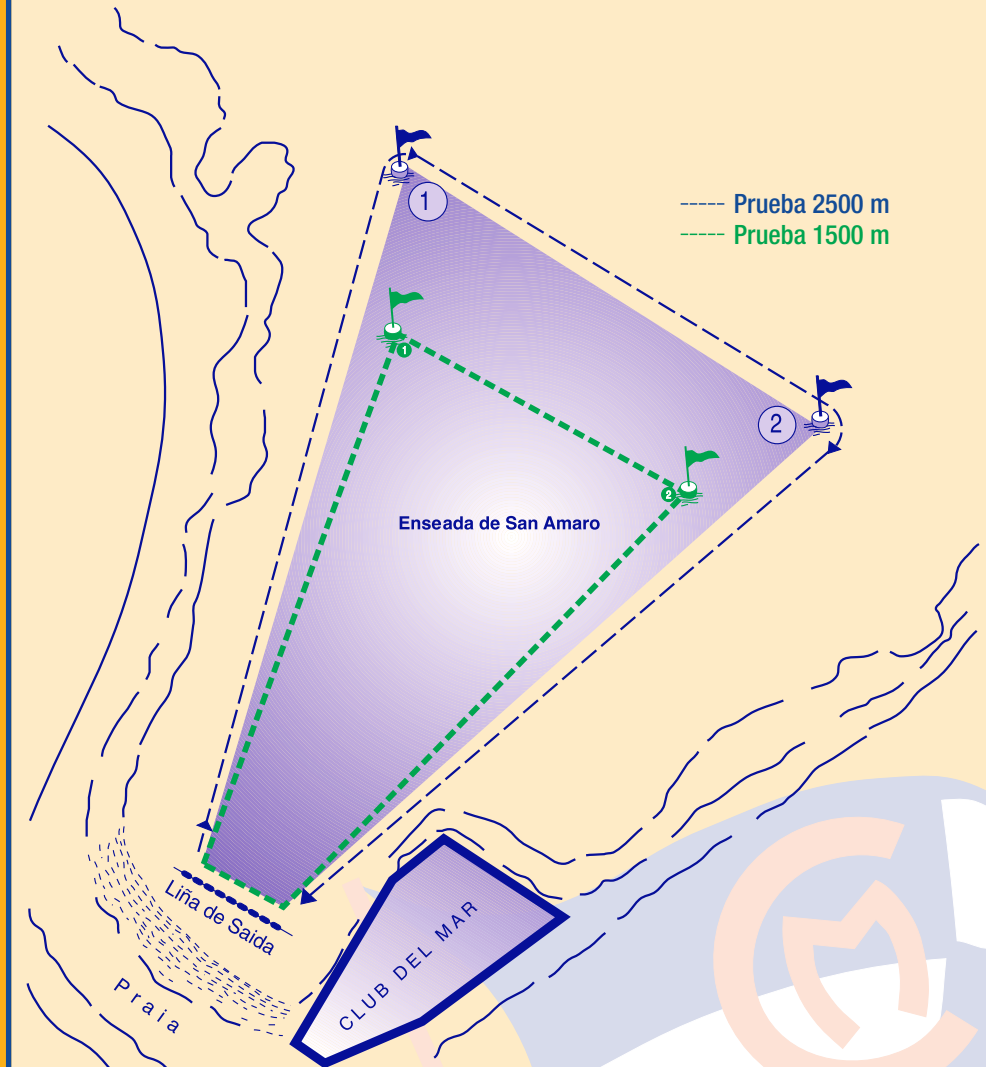 1
----- Prueba 2500 m
----- Prueba 1500 m
1
2
2
Enseada de San Amaro
Liña de Saida
CLUB DEL MAR
Praia